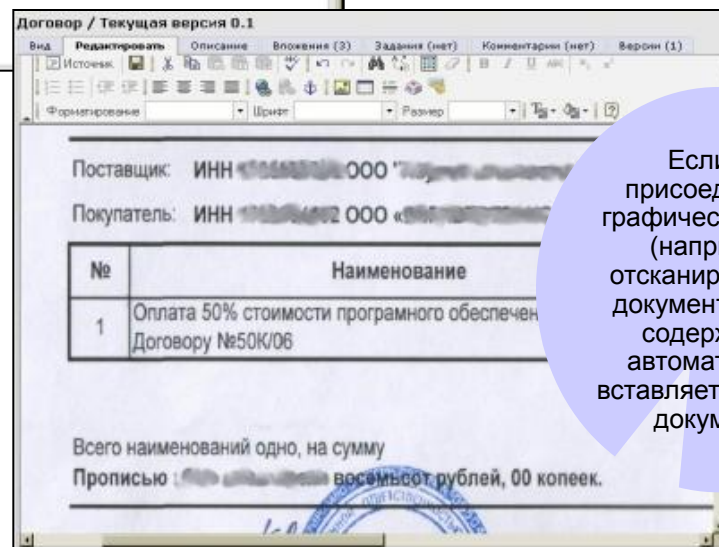 Договор / Текущая версия 0.1
Вид Редактировать Описание Вложения (3) Задания (нет) Комментарии (нет) Версии (1)
Источник
Форматирование Шрифт Размер
Поставщик: ИНН ООО "
Покупатель: ИНН ООО «
№ Наименование
1 Оплата 50% стоимости програмного обеспечен
Договору №50К/06
Всего наименований одно, на сумму
Прописью : восемьсот рублей, 00 копеек.
Если
присоед
графичес
(напр
отсканир
документ
содерж
автомат
вставляет
докум